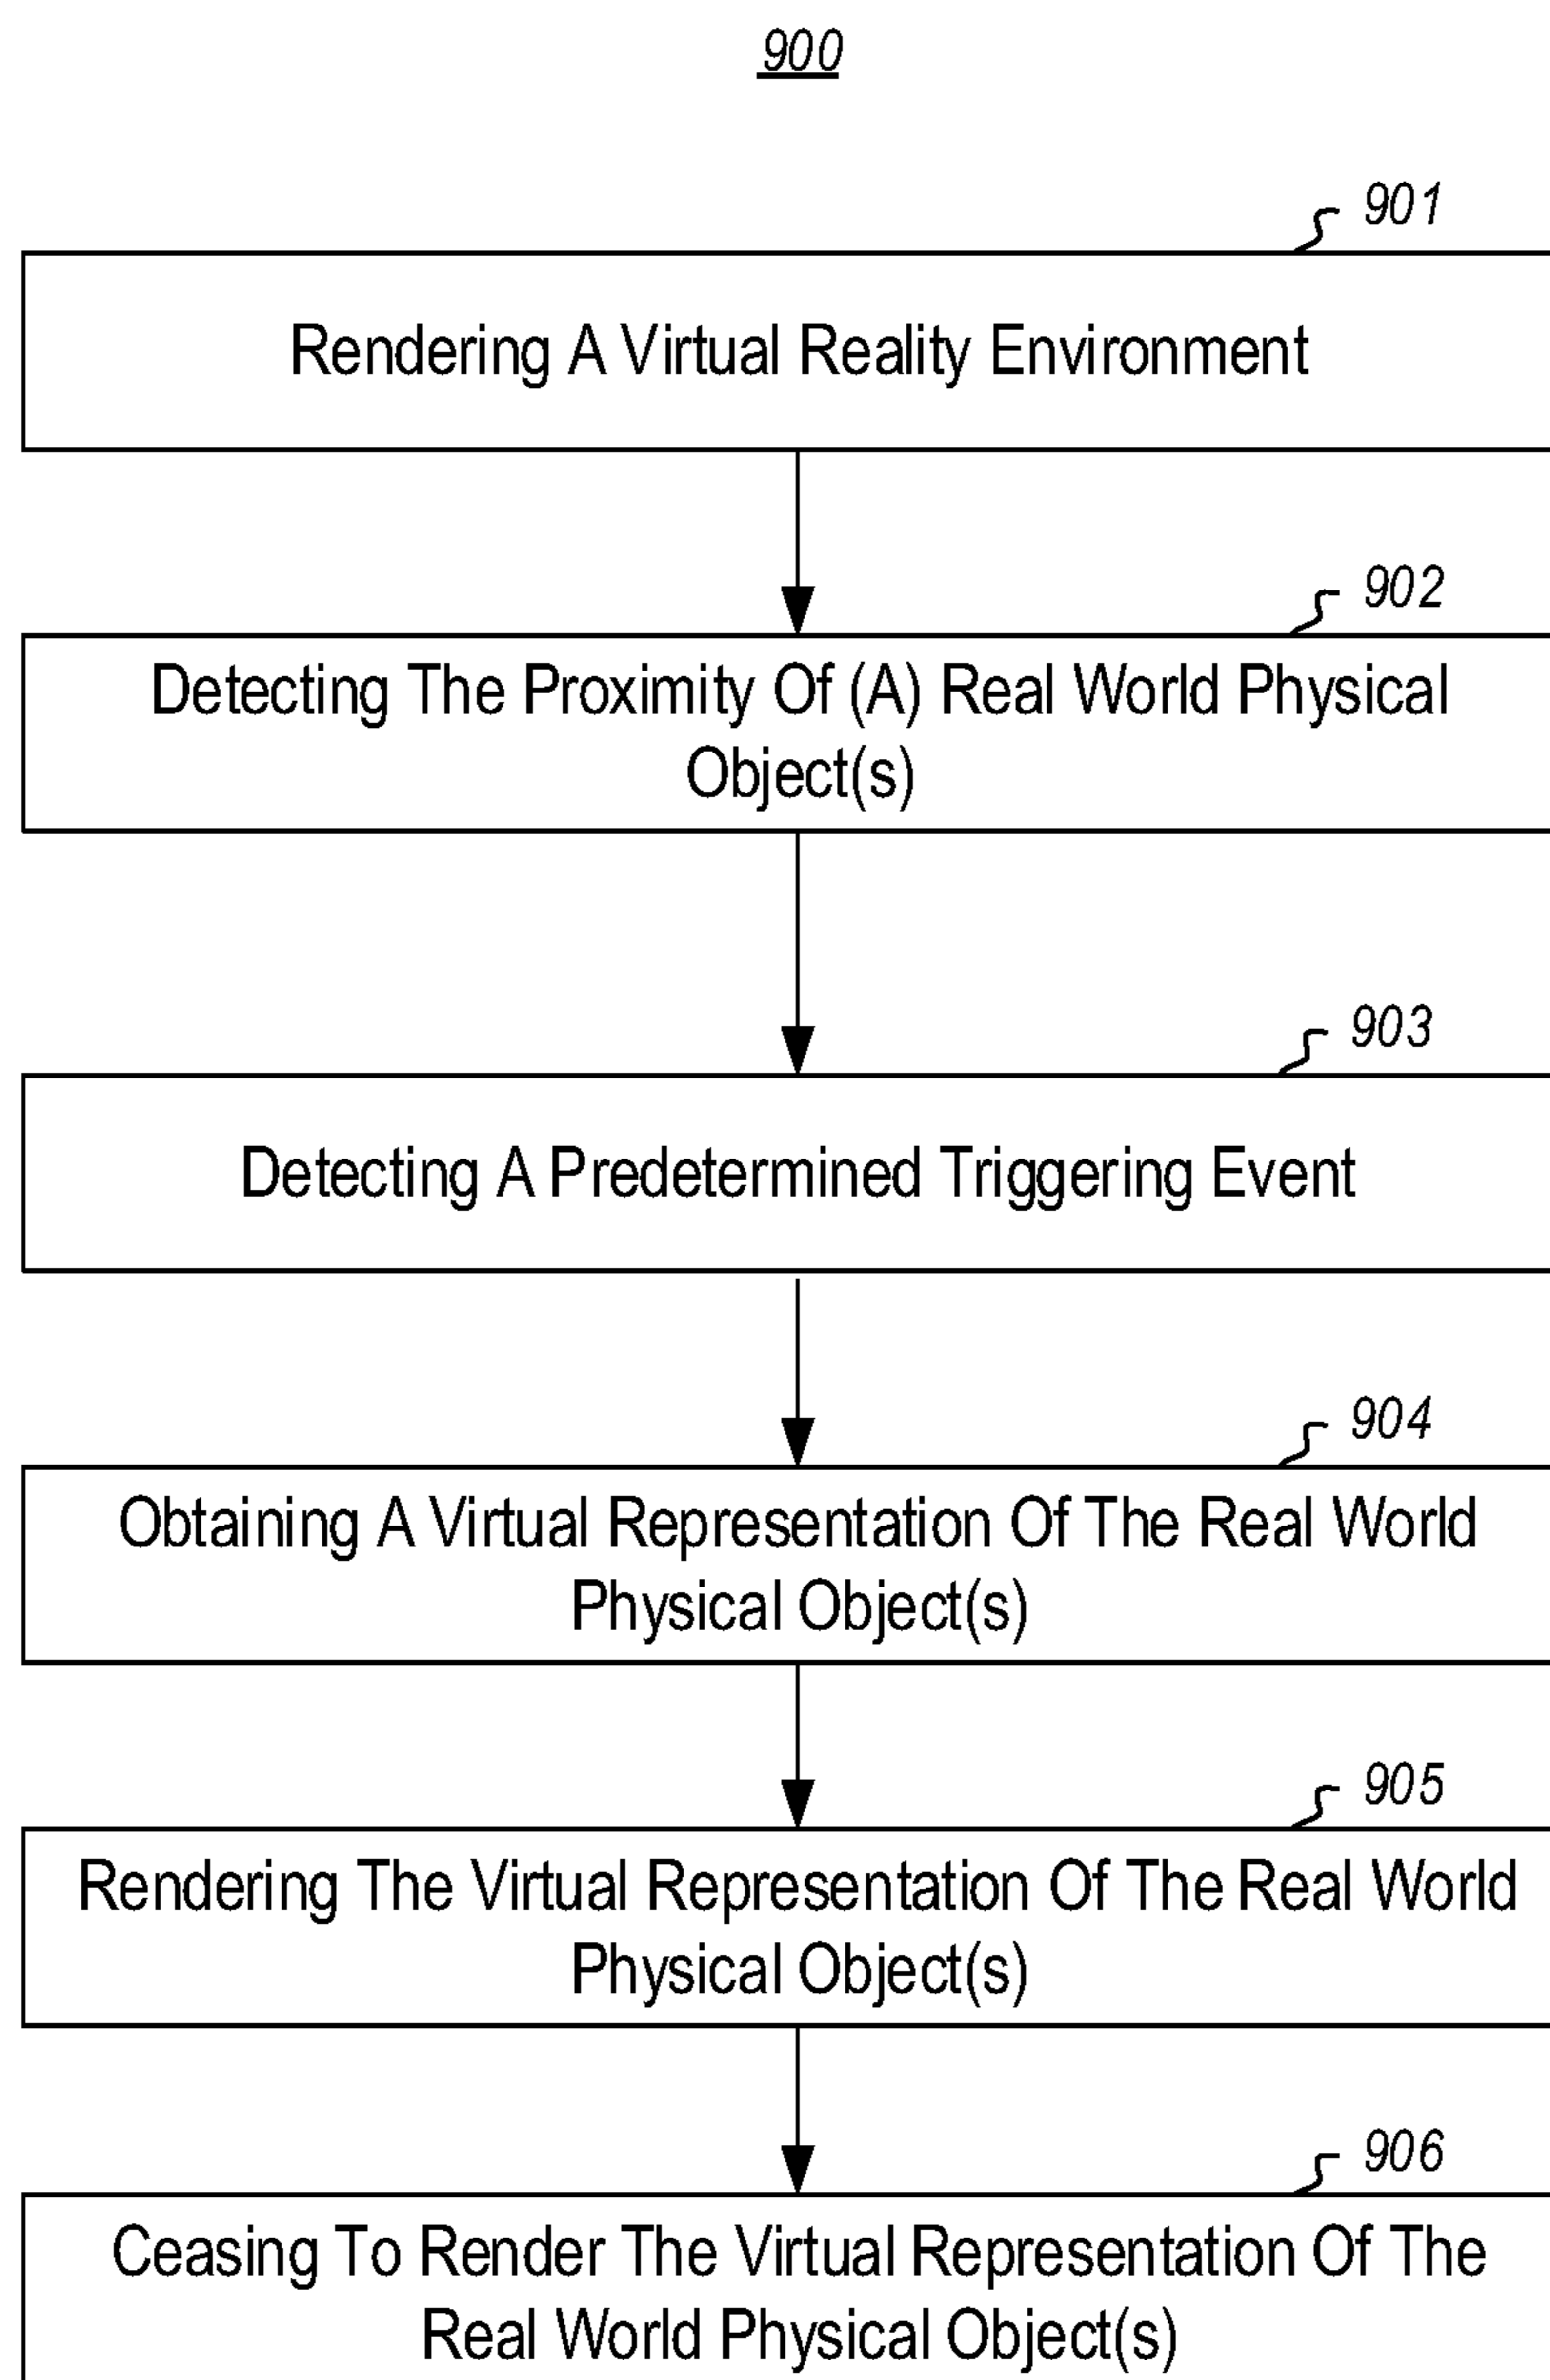 900
901
Rendering A Virtual Reality Environment
902
Detecting The Proximity Of (A) Real World Physical
Object(s)
903
Detecting A Predetermined Triggering Event
904
Obtaining A Virtual Representation Of The Real World
Physical Object(s)
905
Rendering The Virtual Representation Of The Real World
Physical Object(s)
906
Ceasing To Render The Virtual Representation Of The
Real World Physical Object(s)